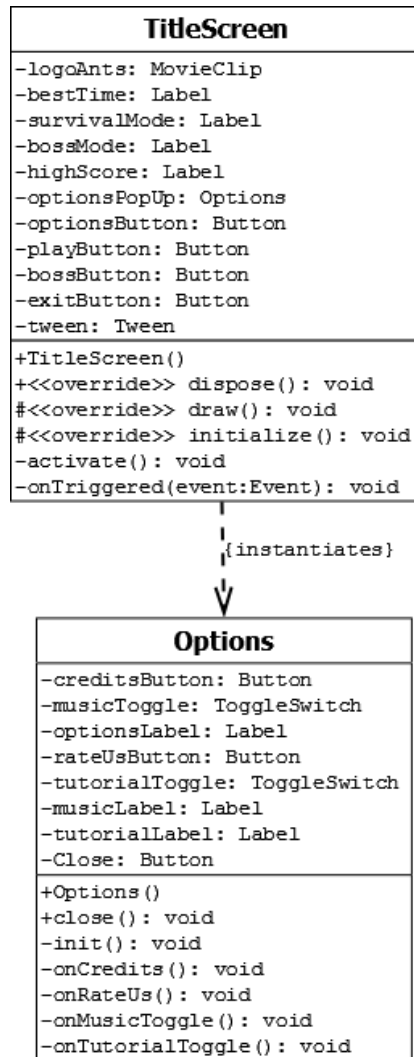 TitleScreen
-logoAnts: MovieClip
-bestTime: Label
-survivalMode: Label
-bossMode: Label
-highScore: Label
-optionsPopUp: Options
-optionsButton: Button
-playButton: Button
-bossButton: Button
-exitButton: Button
-tween: Tween
+TitleScreen()
+<<override>> dispose(): void
#<<override>> draw(): void
#<<override>> initialize(): void
-activate(): void
-onTriggered(event:Event): void
{instantiates}
Options
-creditsButton: Button
-musicToggle: ToggleSwitch
-optionsLabel: Label
-rateUsButton: Button
-tutorialToggle: ToggleSwitch
-musicLabel: Label
-tutorialLabel: Label
-Close: Button
+Options()
+close(): void
-init(): void
-onCredits(): void
-onRateUs(): void
-onMusicToggle(): void
-onTutorialToggle(): void